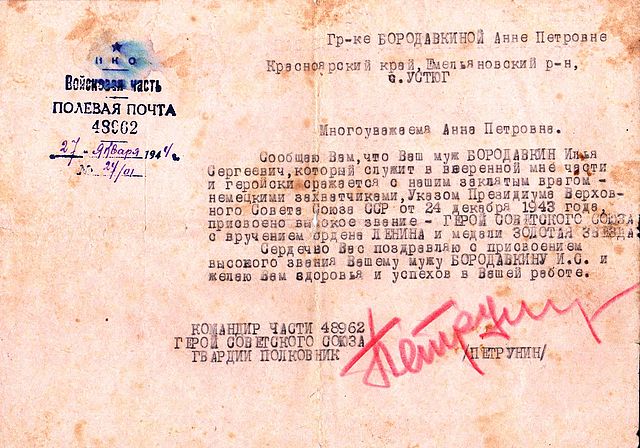 Гр-ке БОРОДАВКИНОЙ Анне Петровне
Красноярский край, Емельяновский р-н,
с. УСТЮГ
НКО
Войсковая часть
ПОЛЕВАЯ ПОЧТА
48962
27 - Января 1944 г.
№ 24/01
Многоуважаема Анна Петровна.
Сообщаю Вам, что Ваш муж БОРОДАВКИН Илья
Сергеевич, который служит в вверенной мне части
и геройски сражается с нашим заклятым врагом -
немецкими захватчиками, Указом Президиума Верхов-
ного Совета Союза ССР от 24 декабря 1943 года,
присвоено высокое звание - ГЕРОЙ СОВЕТСКОГО СОЮЗА
с вручением ордена ЛЕНИНА и медали ЗОЛОТАЯ ЗВЕЗДА
Сердечно Вас поздравляю с присвоением
высокого звания Вашему мужу БОРОДАВКИНУ И.С. и
желаю Вам здоровья и успехов в Вашей работе.
КОМАНДИР ЧАСТИ 48962
ГЕРОЙ СОВЕТСКОГО СОЮЗА
ГВАРДИИ ПОЛКОВНИК
Петрунин
/ПЕТРУНИН/